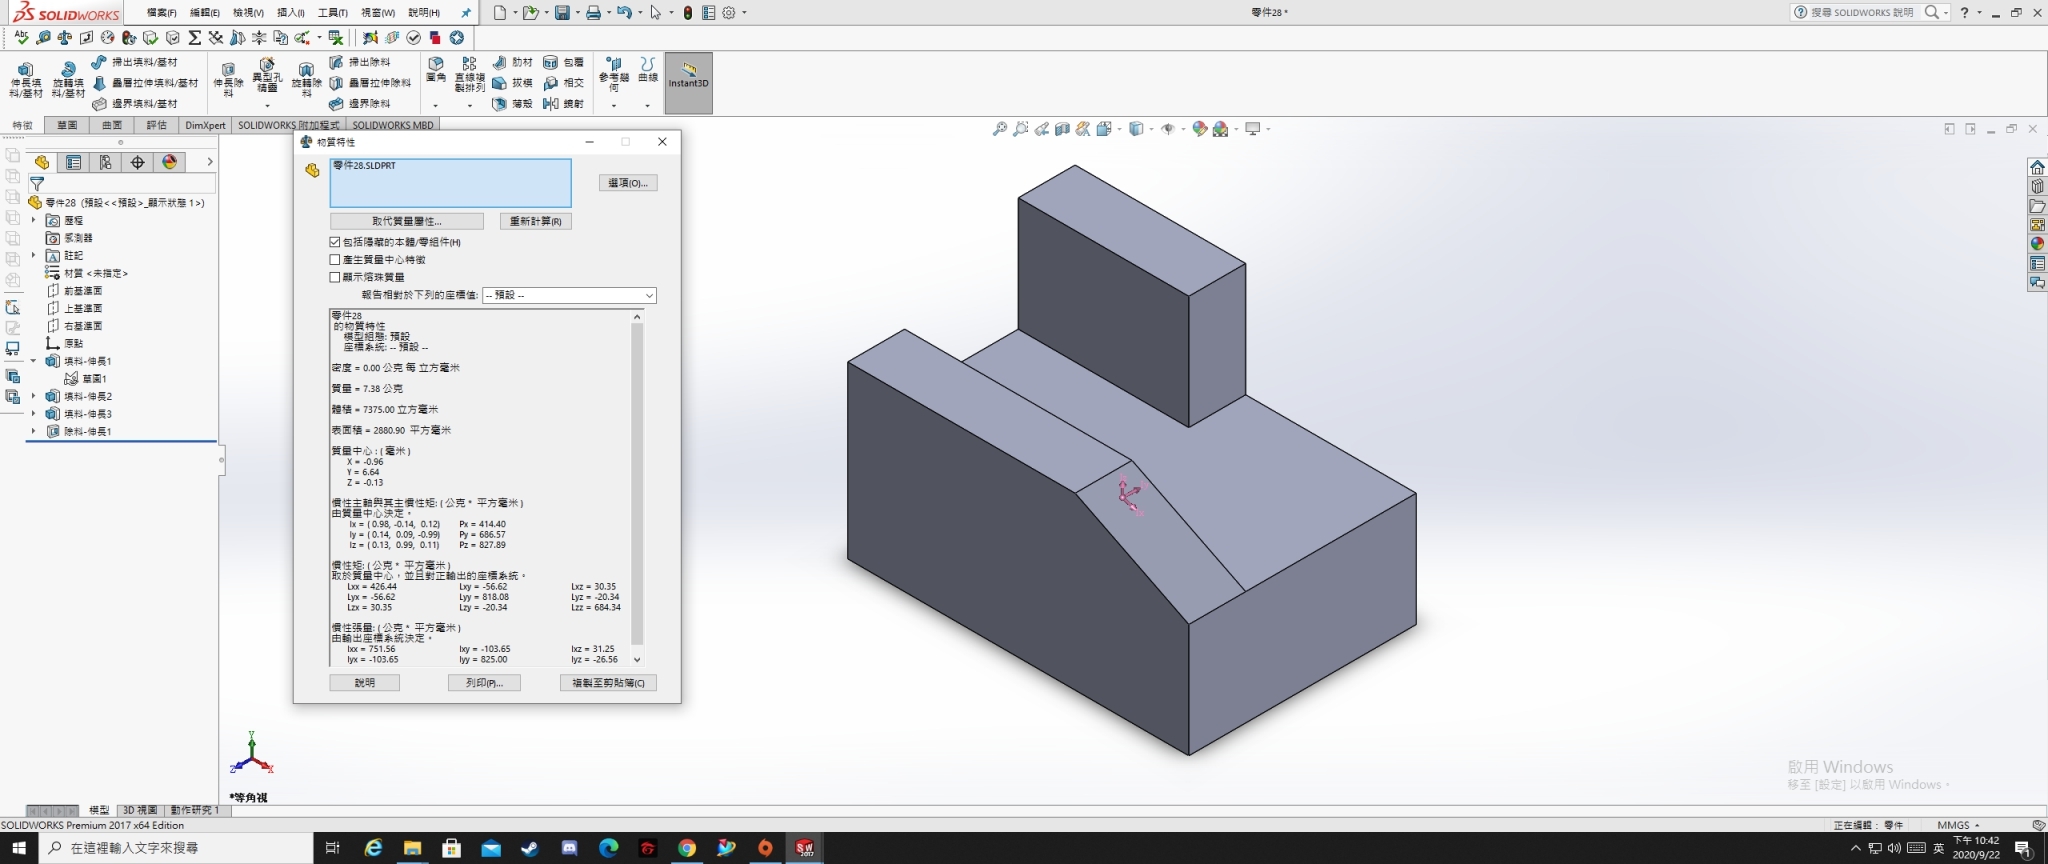 SOLIDWORKS
檔案(F) 編輯(E) 檢視(V) 插入(I) 工具(T) 視窗(W) 說明(H)
零件28 *
搜尋 SOLIDWORKS 說明
伸長填料/基材
旋轉填料/基材
掃出填料/基材
疊層拉伸填料/基材
邊界填料/基材
伸長除料
異型孔精靈
旋轉除料
掃出除料
疊層拉伸除料
邊界除料
圓角
直線複製排列
肋材
拔模
薄殼
包覆
相交
鏡射
參考幾何
曲線
Instant3D
特徵 草圖 曲面 評估 DimXpert SOLIDWORKS 附加程式 SOLIDWORKS MBD
零件28 (預設<<預設>_顯示狀態 1>)
歷程
感測器
註記
材質 <未指定>
前基準面
上基準面
右基準面
原點
填料-伸長1
草圖1
填料-伸長2
填料-伸長3
除料-伸長1
物質特性
零件28.SLDPRT
選項(O)...
取代質量屬性... 重新計算(R)
包括隱藏的本體/零組件(H)
產生質量中心特徵
顯示熔珠質量
報告相對於下列的座標值: -- 預設 --
零件28
的物質特性
模型組態: 預設
座標系統: -- 預設 --
密度 = 0.00 公克 每 立方毫米
質量 = 7.38 公克
體積 = 7375.00 立方毫米
表面積 = 2880.90 平方毫米
質量中心 : ( 毫米 )
X = -0.96
Y = 6.64
Z = -0.13
慣性主軸與其主慣性矩: ( 公克 * 平方毫米 )
由質量中心決定。
Ix = ( 0.98, -0.14, 0.12) Px = 414.40
Iy = ( 0.14, 0.09, -0.99) Py = 686.57
Iz = ( 0.13, 0.99, 0.11) Pz = 827.89
慣性矩: ( 公克 * 平方毫米 )
取於質量中心，並且對正輸出的座標系統。
Lxx = 426.44 Lxy = -56.62 Lxz = 30.35
Lyx = -56.62 Lyy = 818.08 Lyz = -20.34
Lzx = 30.35 Lzy = -20.34 Lzz = 684.34
慣性張量: ( 公克 * 平方毫米 )
由輸出座標系統決定。
Ixx = 751.56 Ixy = -103.65 Ixz = 31.25
Iyx = -103.65 Iyy = 825.00 Iyz = -26.56
說明 列印(P)... 複製至剪貼簿(C)
Y
Z X
*等角視
啟用 Windows
移至 [設定] 以啟用 Windows。
模型 3D 視圖 動作研究 1
SOLIDWORKS Premium 2017 x64 Edition
正在編輯： 零件 MMGS
在這裡輸入文字來搜尋
英
下午 10:42
2020/9/22